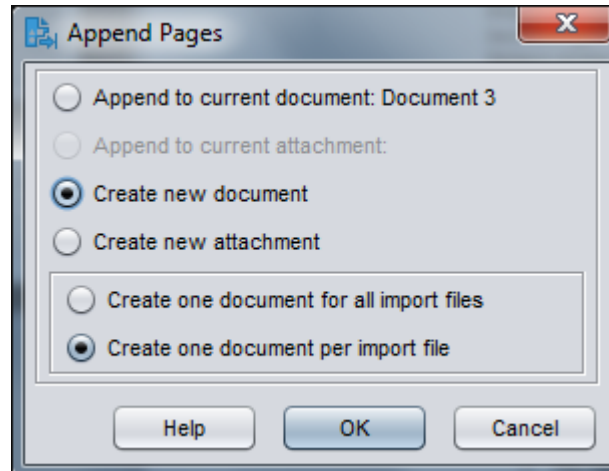 Append Pages
Append to current document: Document 3
Append to current attachment:
Create new document
Create new attachment
Create one document for all import files
Create one document per import file
Help
OK
Cancel